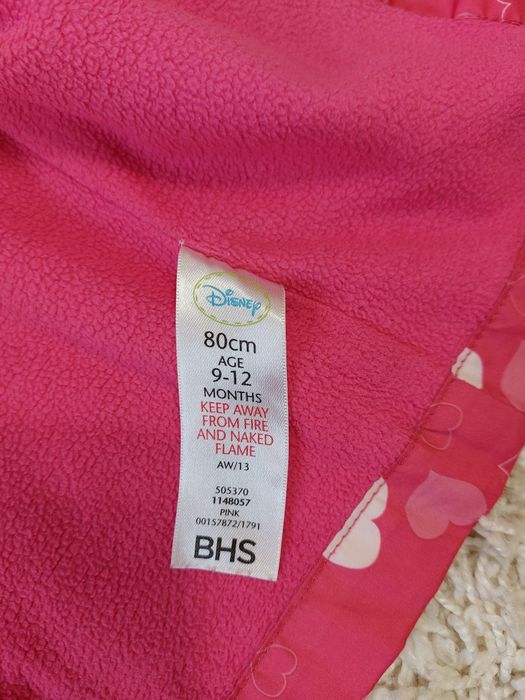 Disney
80cm
AGE
9-12
MONTHS
KEEP AWAY
FROM FIRE
AND NAKED
FLAME
AW/13
505370
1148057
PINK
00157872/1791
BHS